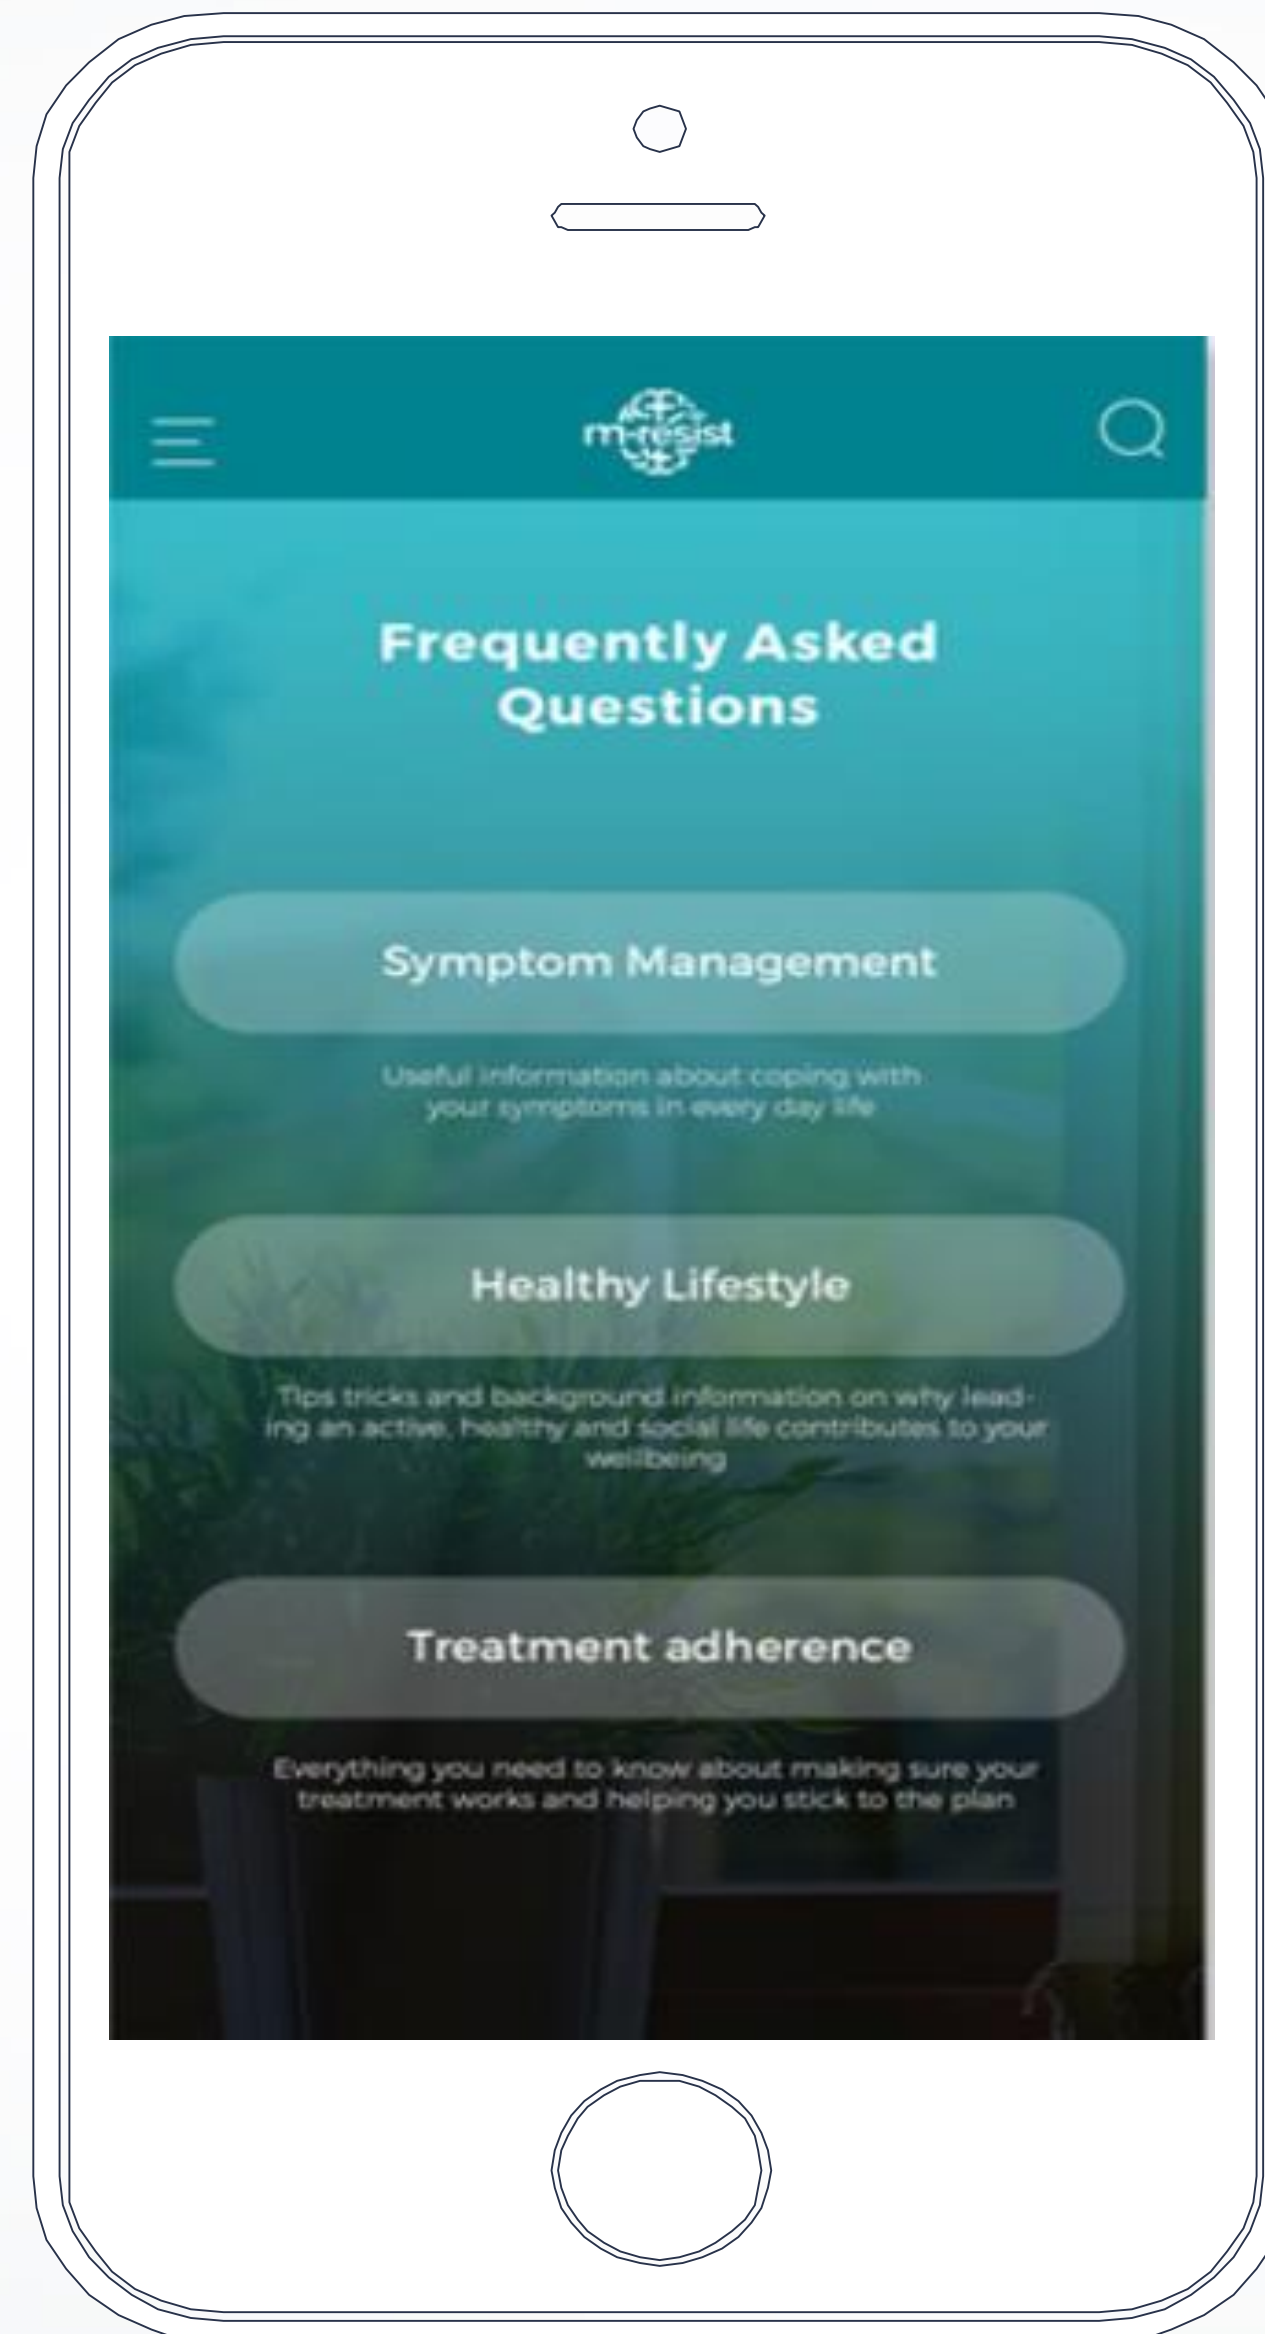 m-resist
Frequently Asked
Questions
Symptom Management
Useful information about coping with
your symptoms in every day life
Healthy Lifestyle
Tips tricks and background information on why lead-
ing an active, healthy and social life contributes to your
wellbeing
Treatment adherence
Everything you need to know about making sure your
treatment works and helping you stick to the plan